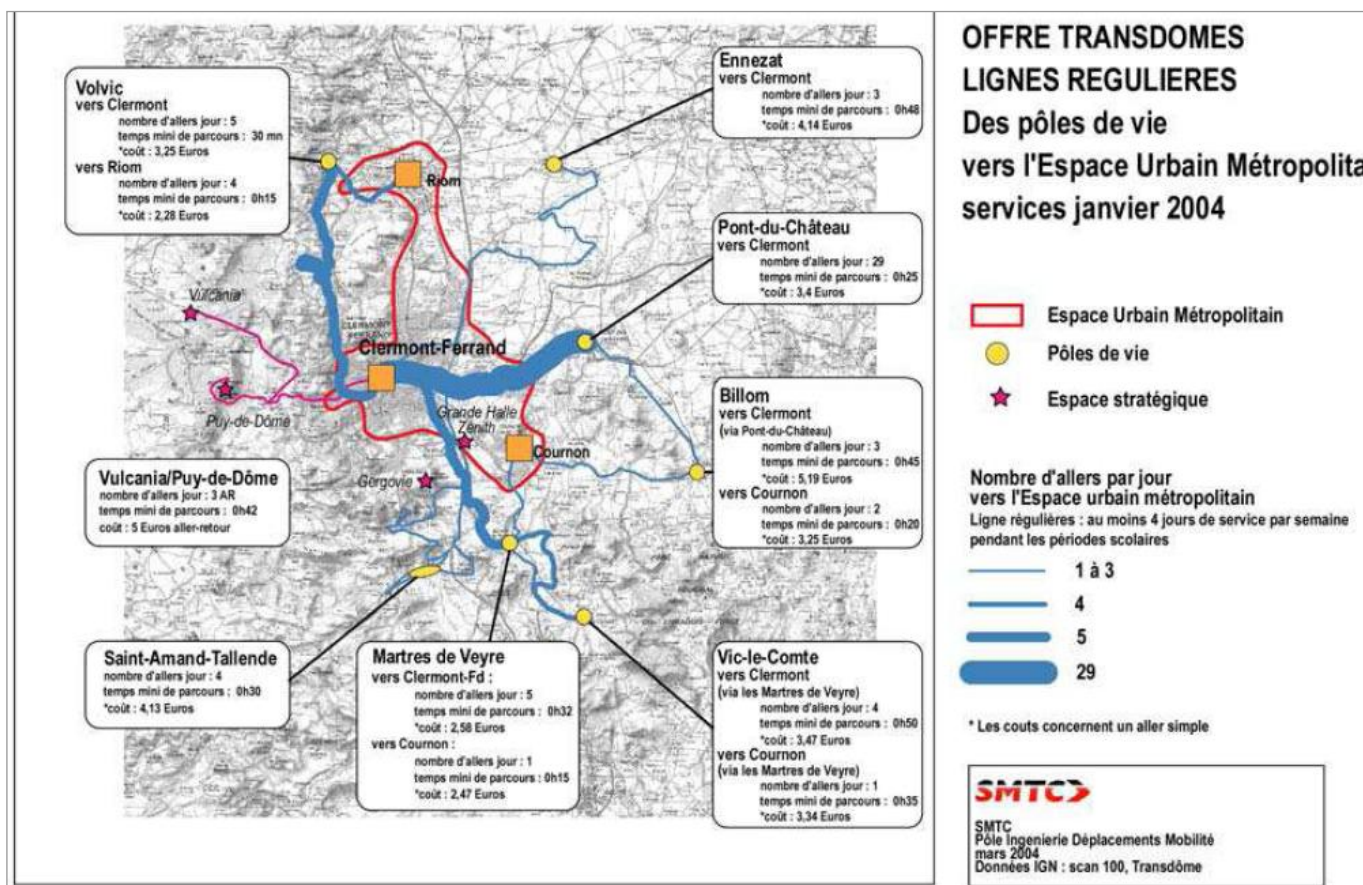 Volvic
vers Clermont
nombre d'allers jour : 5
temps mini de parcours : 30 mn
*coût : 3,25 Euros
vers Riom
nombre d'allers jour : 4
temps mini de parcours : 0h15
*coût : 2,28 Euros
Ennezat
vers Clermont
nombre d'allers jour : 3
temps mini de parcours : 0h48
*coût : 4,14 Euros
Riom
Pont-du-Château
vers Clermont
nombre d'allers jour : 29
temps mini de parcours : 0h25
*coût : 3,4 Euros
Vulcania
Clermont-Ferrand
Puy-de-Dôme
Grande Halle
Zénith
Cournon
Gergovie
Billom
vers Clermont
(via Pont-du-Château)
nombre d'allers jour : 3
temps mini de parcours : 0h45
*coût : 5,19 Euros
vers Cournon
nombre d'allers jour : 2
temps mini de parcours : 0h20
*coût : 3,25 Euros
Vulcania/Puy-de-Dôme
nombre d'allers jour : 3 AR
temps mini de parcours : 0h42
coût : 5 Euros aller-retour
Saint-Amand-Tallende
nombre d'allers jour : 4
temps mini de parcours : 0h30
*coût : 4,13 Euros
Martres de Veyre
vers Clermont-Fd :
nombre d'allers jour : 5
temps mini de parcours : 0h32
*coût : 2,58 Euros
vers Cournon :
nombre d'allers jour : 1
temps mini de parcours : 0h15
*coût : 2,47 Euros
Vic-le-Comte
vers Clermont
(via les Martres de Veyre)
nombre d'allers jour : 4
temps mini de parcours : 0h50
*coût : 3,47 Euros
vers Cournon
(via les Martres de Veyre)
nombre d'allers jour : 1
temps mini de parcours : 0h35
*coût : 3,34 Euros
OFFRE TRANSDOMES
LIGNES REGULIERES
Des pôles de vie
vers l'Espace Urbain Métropolita
services janvier 2004
Espace Urbain Métropolitain
Pôles de vie
Espace stratégique
Nombre d'allers par jour
vers l'Espace urbain métropolitain
Ligne régulières : au moins 4 jours de service par semaine
pendant les périodes scolaires
1 à 3
4
5
29
* Les couts concernent un aller simple
SMTC
SMTC
Pôle Ingenierie Déplacements Mobilité
mars 2004
Données IGN : scan 100, Transdôme